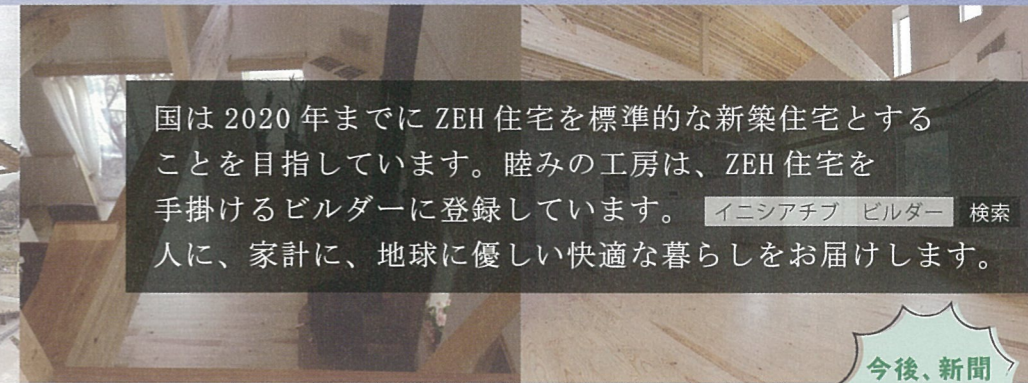 国は2020年までにZEH住宅を標準的な新築住宅とする
ことを目指しています。睦みの工房は、ZEH住宅を
手掛けるビルダーに登録しています。 イニシアチブ ビルダー 検索
人に、家計に、地球に優しい快適な暮らしをお届けします。
今後、新聞